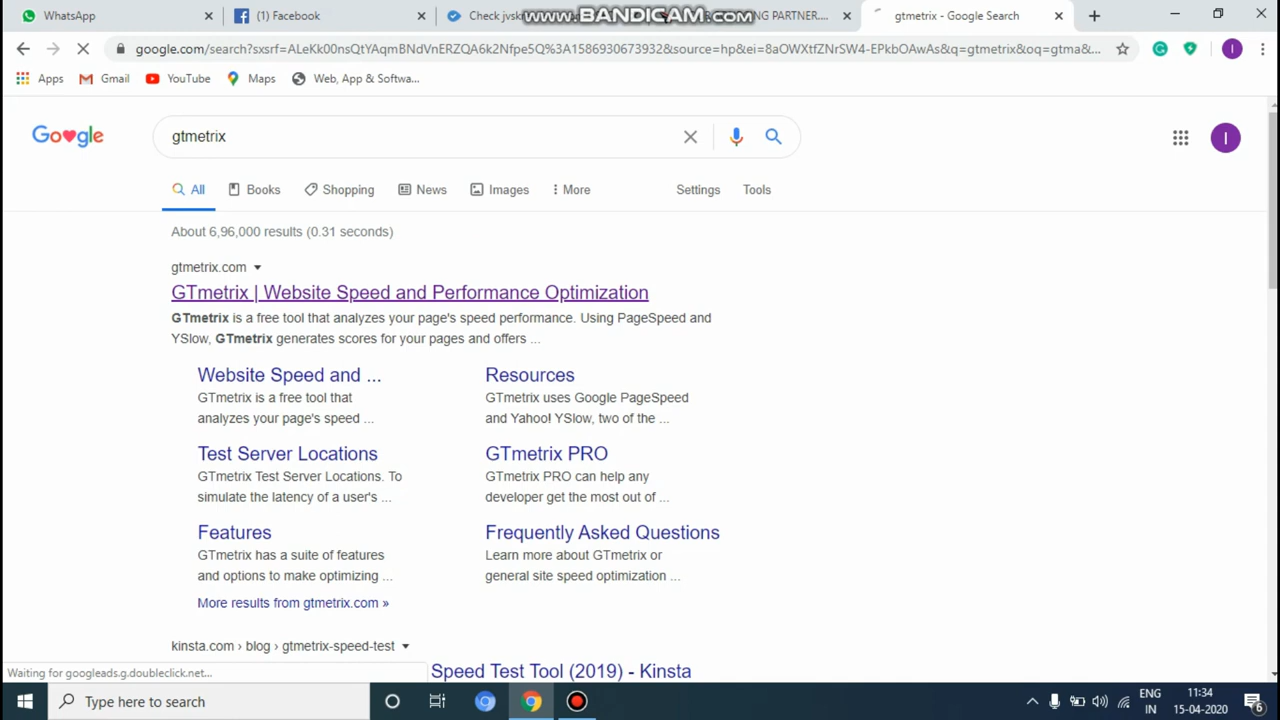 WhatsApp
(1) Facebook
Check jvski
www.BANDICAM.com
NG PARTNER....
gtmetrix - Google Search
google.com/search?sxsrf=ALeKk00nsQtYAqmBNdVnERZQA6k2Nfpe5Q%3A1586930673932&source=hp&ei=8aOWXtfZNrSW4-EPkbOAwAs&q=gtmetrix&oq=gtma&...
I
Apps
Gmail
YouTube
Maps
Web, App & Softwa...
Google
gtmetrix
I
All
Books
Shopping
News
Images
More
Settings
Tools
About 6,96,000 results (0.31 seconds)
gtmetrix.com
GTmetrix | Website Speed and Performance Optimization
GTmetrix is a free tool that analyzes your page's speed performance. Using PageSpeed and
YSlow, GTmetrix generates scores for your pages and offers ...
Website Speed and ...
GTmetrix is a free tool that
analyzes your page's speed ...
Resources
GTmetrix uses Google PageSpeed
and Yahoo! YSlow, two of the ...
Test Server Locations
GTmetrix Test Server Locations. To
simulate the latency of a user's ...
GTmetrix PRO
GTmetrix PRO can help any
developer get the most out of ...
Features
GTmetrix has a suite of features
and options to make optimizing ...
Frequently Asked Questions
Learn more about GTmetrix or
general site speed optimization ...
More results from gtmetrix.com »
kinsta.com › blog › gtmetrix-speed-test
Speed Test Tool (2019) - Kinsta
Waiting for googleads.g.doubleclick.net...
Type here to search
ENG
IN
11:34
15-04-2020
6